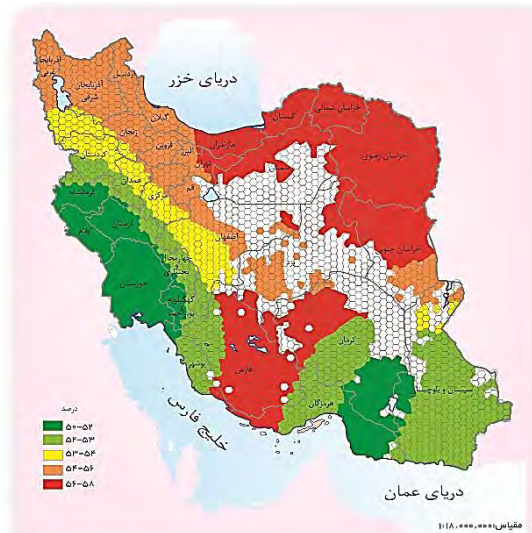 دریای خزر
آذربایجان غربی
آذربایجان شرقی
اردبیل
گیلان
زنجان
قزوین
البرز
تهران
مازندران
گلستان
خراسان شمالی
خراسان رضوی
سمنان
کردستان
همدان
مرکزی
قم
کرمانشاه
لرستان
ایلام
اصفهان
یزد
خراسان جنوبی
خوزستان
چهارمحال
بختیاری
کهگیلویه
فارس
بوشهر
کرمان
هرمزگان
سیستان و بلوچستان
خلیج فارس
دریای عمان
درصد
۵۰-۵۲
۵۲-۵۳
۵۳-۵۴
۵۴-۵۶
۵۶-۵۸
مقیاس:۱:۱۸,۰۰۰,۰۰۰